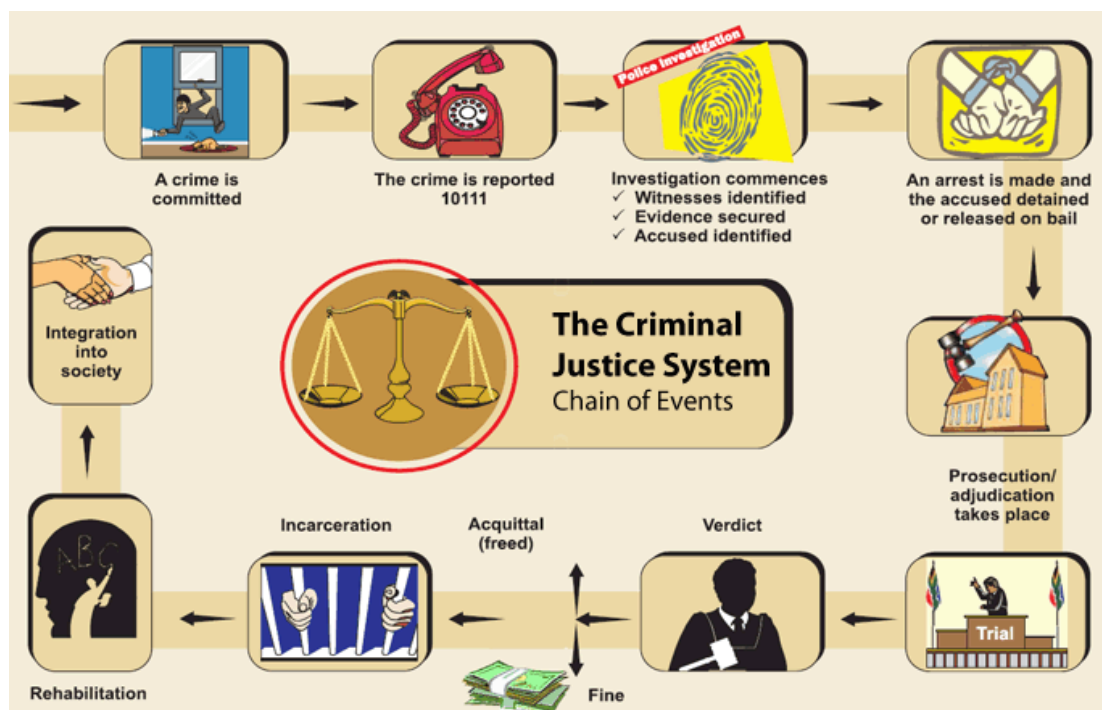 A crime is
committed
The crime is reported
10111
Police Investigation
Investigation commences
✓ Witnesses identified
✓ Evidence secured
✓ Accused identified
An arrest is made and
the accused detained
or released on bail
The Criminal
Justice System
Chain of Events
Prosecution/
adjudication
takes place
Trial
Verdict
Acquittal
(freed)
Fine
Incarceration
ABC
Rehabilitation
Integration
into
society